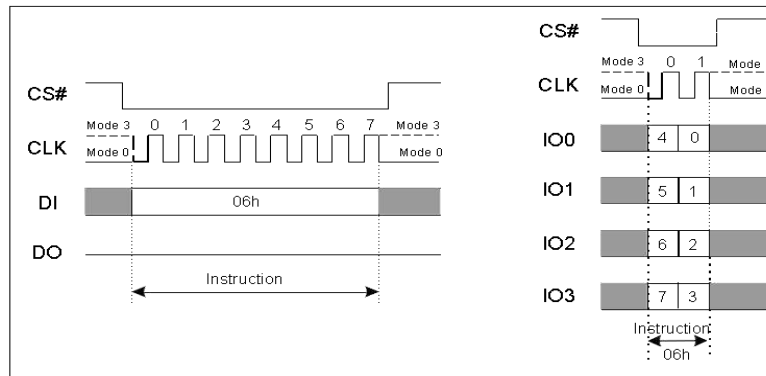 CS#
Mode 3 0 1 2 3 4 5 6 7 Mode 3
CLK
Mode 0 Mode 0
DI 06h
DO
Instruction
CS#
Mode 3 0 1 Mode
CLK
Mode 0 Mode
IO0 4 0
IO1 5 1
IO2 6 2
IO3 7 3
Instruction
06h